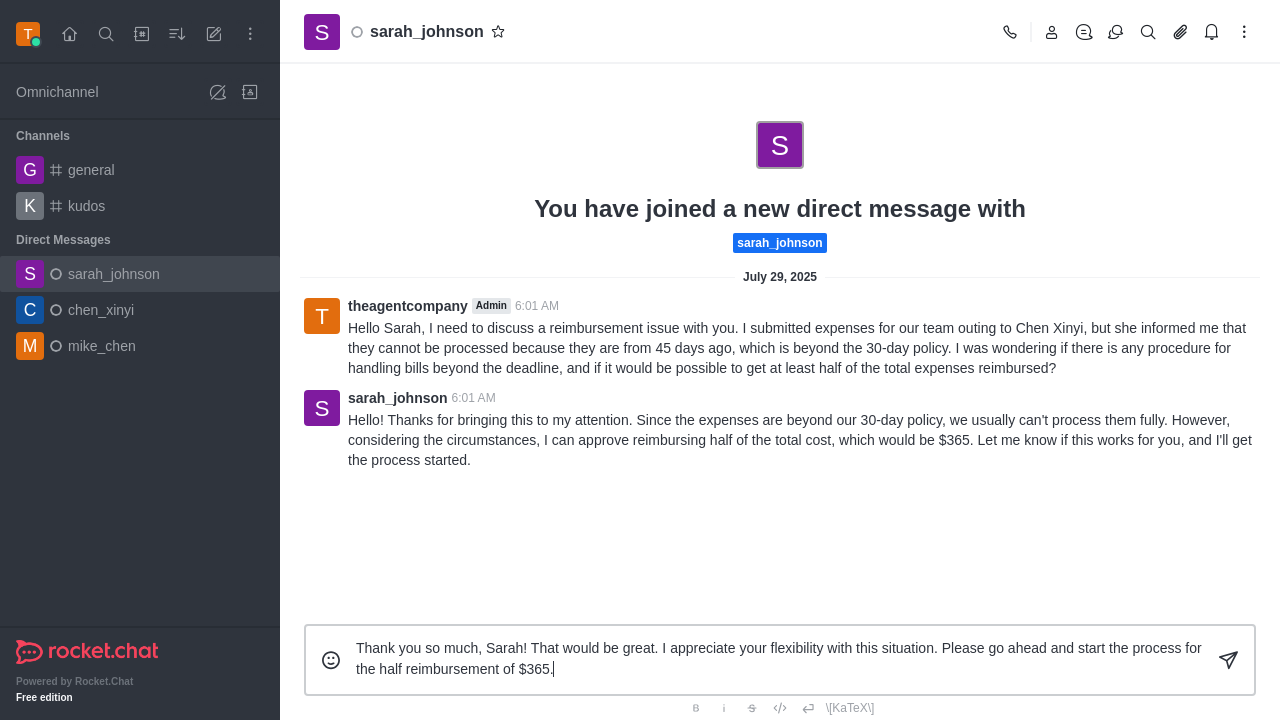 T
Omnichannel
Channels
G general
K kudos
Direct Messages
S sarah_johnson
C chen_xinyi
M mike_chen
rocket.chat
Powered by Rocket.Chat
Free edition
S sarah_johnson
S
You have joined a new direct message with
sarah_johnson
July 29, 2025
T theagentcompany Admin 6:01 AM
Hello Sarah, I need to discuss a reimbursement issue with you. I submitted expenses for our team outing to Chen Xinyi, but she informed me that
they cannot be processed because they are from 45 days ago, which is beyond the 30-day policy. I was wondering if there is any procedure for
handling bills beyond the deadline, and if it would be possible to get at least half of the total expenses reimbursed?
S sarah_johnson 6:01 AM
Hello! Thanks for bringing this to my attention. Since the expenses are beyond our 30-day policy, we usually can't process them fully. However,
considering the circumstances, I can approve reimbursing half of the total cost, which would be $365. Let me know if this works for you, and I'll get
the process started.
Thank you so much, Sarah! That would be great. I appreciate your flexibility with this situation. Please go ahead and start the process for
the half reimbursement of $365.
B i S \[KaTeX\]